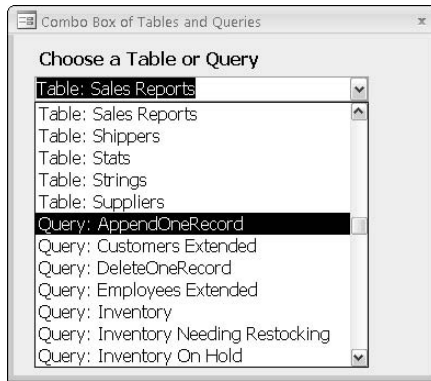 Combo Box of Tables and Queries
Choose a Table or Query
Table: Sales Reports
Table: Sales Reports
Table: Shippers
Table: Stats
Table: Strings
Table: Suppliers
Query: AppendOneRecord
Query: Customers Extended
Query: DeleteOneRecord
Query: Employees Extended
Query: Inventory
Query: Inventory Needing Restocking
Query: Inventory On Hold